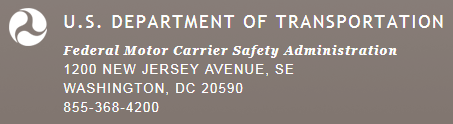 U.S. DEPARTMENT OF TRANSPORTATION
Federal Motor Carrier Safety Administration
1200 NEW JERSEY AVENUE, SE
WASHINGTON, DC 20590
855-368-4200